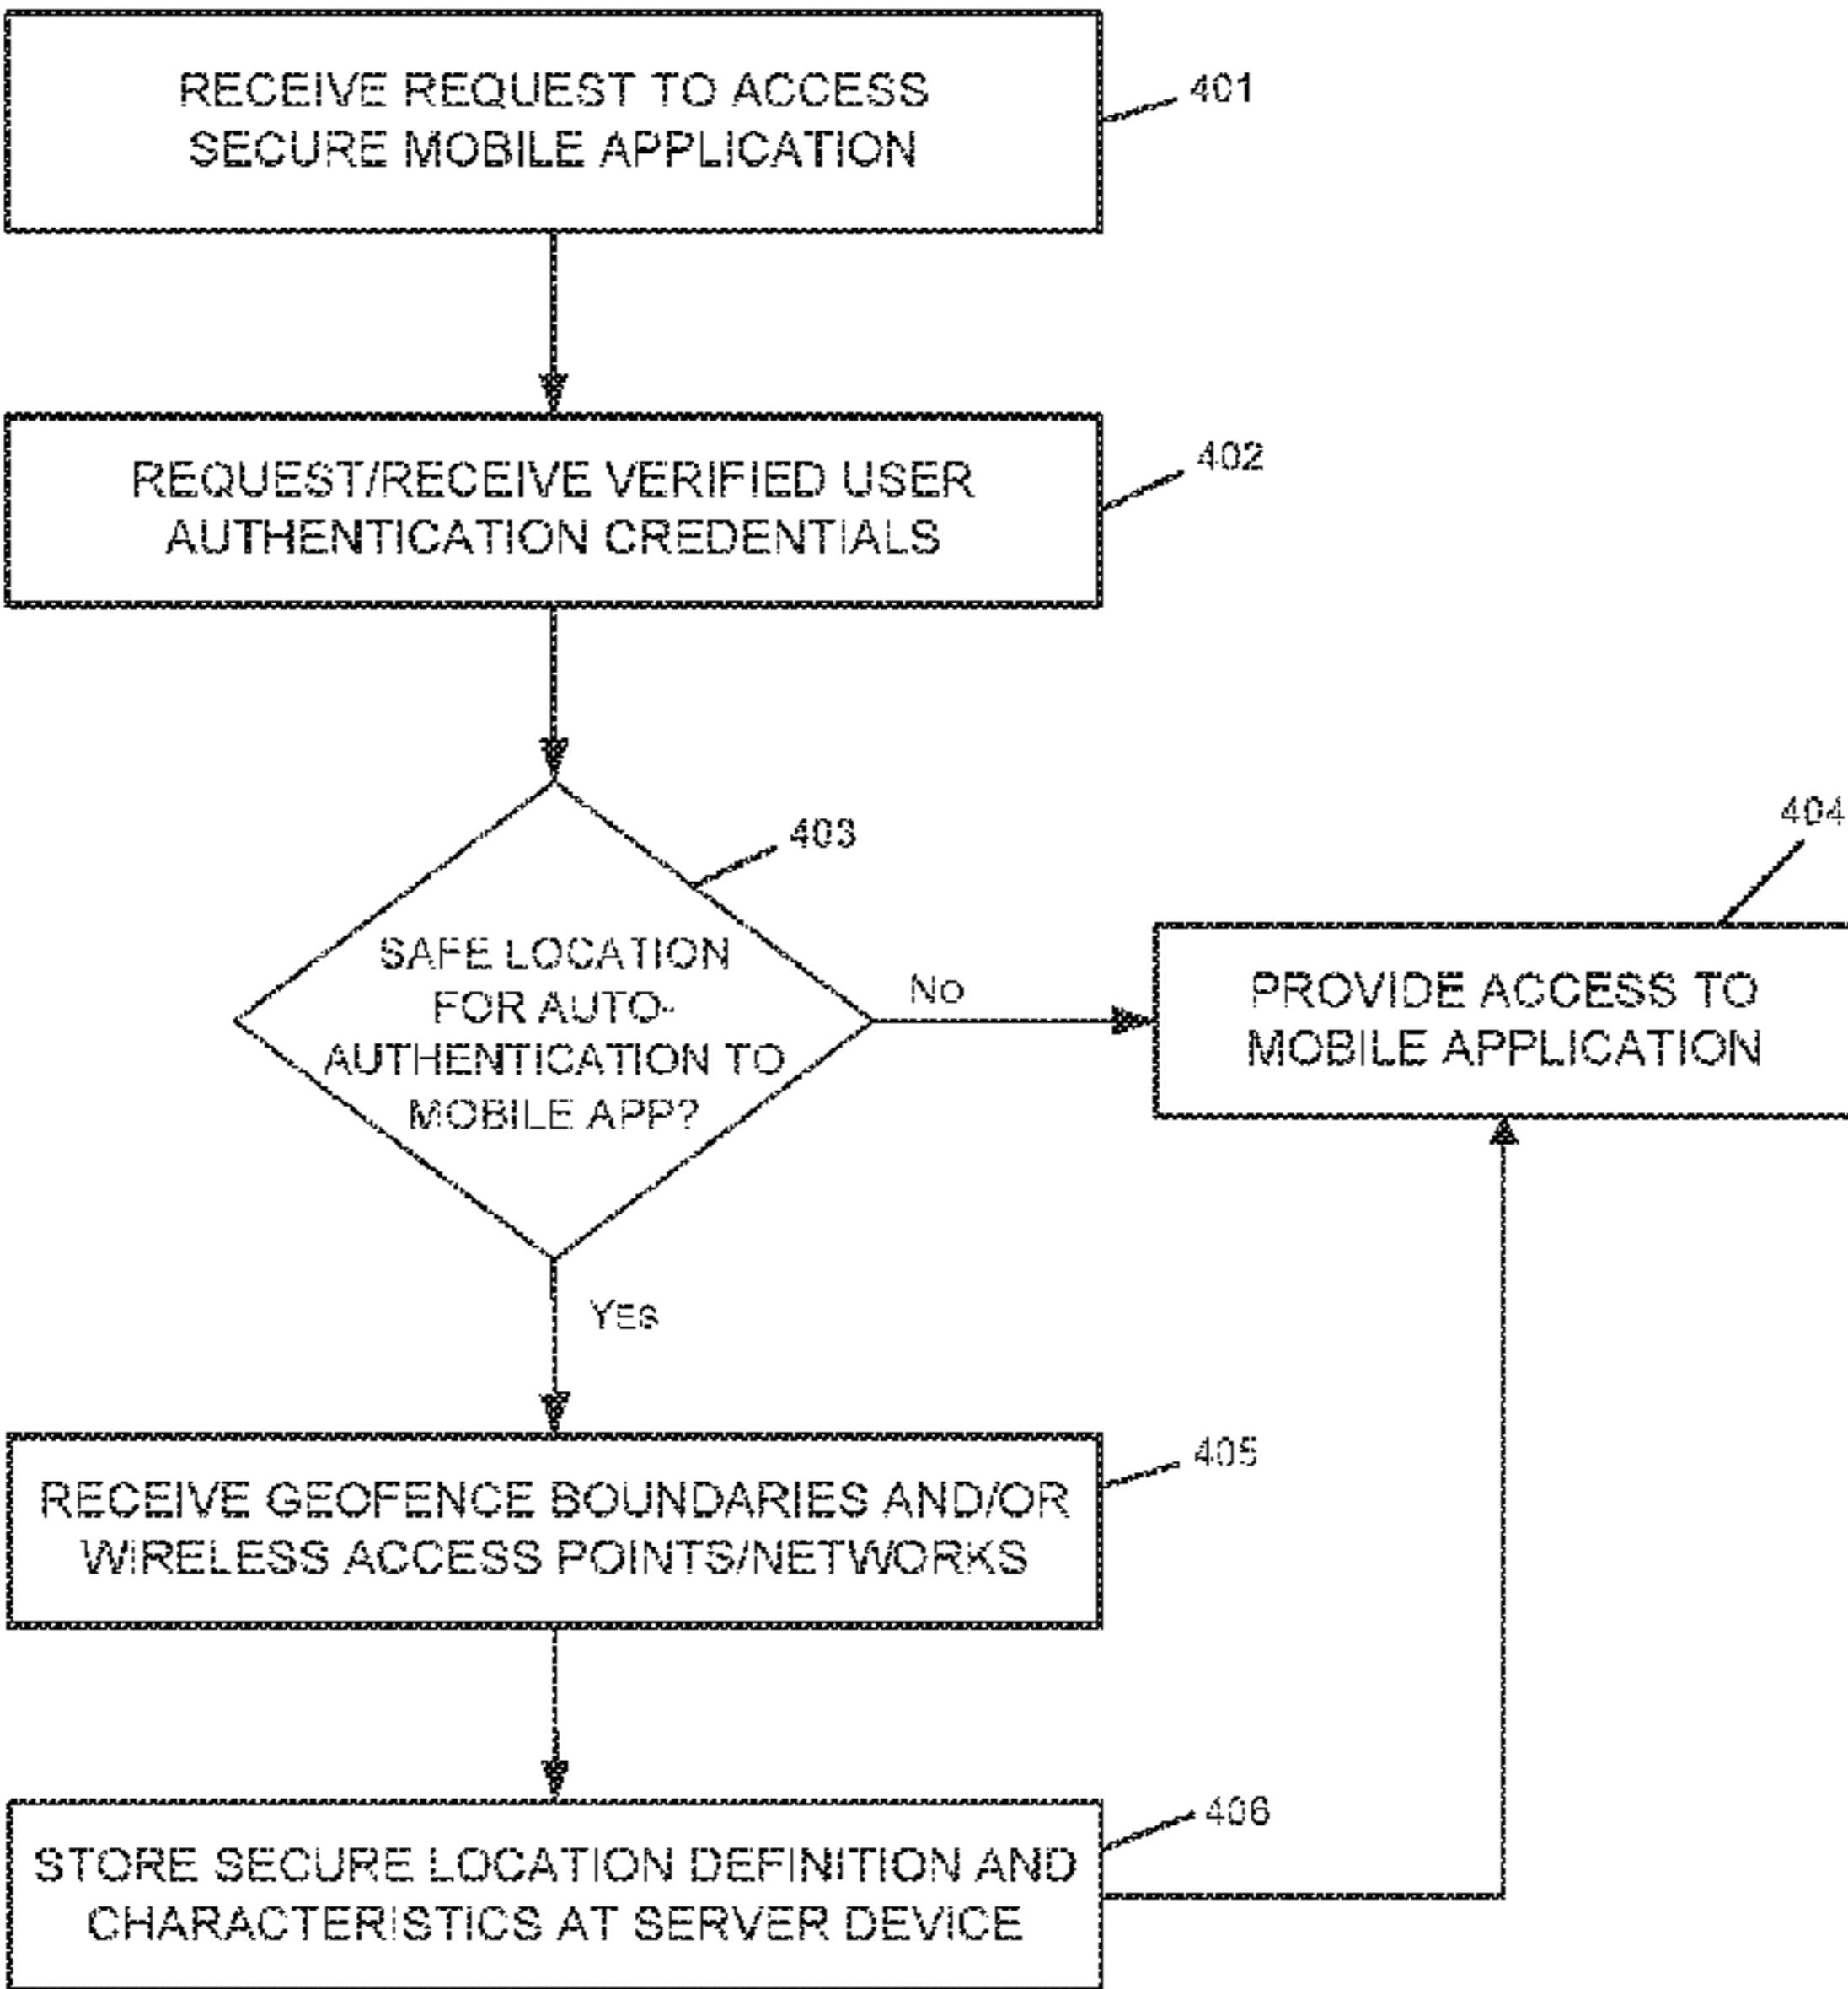 RECEIVE REQUEST TO ACCESS
SECURE MOBILE APPLICATION
401
REQUEST/RECEIVE VERIFIED USER
AUTHENTICATION CREDENTIALS
402
403
SAFE LOCATION
FOR AUTO-
AUTHENTICATION TO
MOBILE APP?
No
404
PROVIDE ACCESS TO
MOBILE APPLICATION
YES
RECEIVE GEOFENCE BOUNDARIES AND/OR
WIRELESS ACCESS POINTS/NETWORKS
405
STORE SECURE LOCATION DEFINITION AND
CHARACTERISTICS AT SERVER DEVICE
406